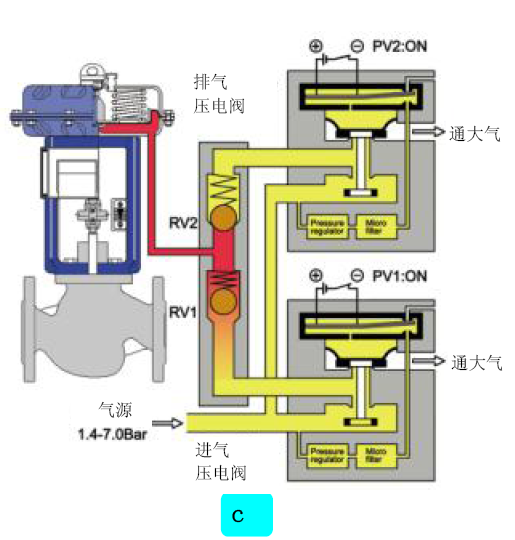 ⊕ ⊖ PV2:ON
排气
压电阀
通大气
RV2
Pressure regulator
Micro filter
⊕ ⊖ PV1:ON
RV1
通大气
气源
1.4-7.0Bar
进气
压电阀
Pressure regulator
Micro filter
C